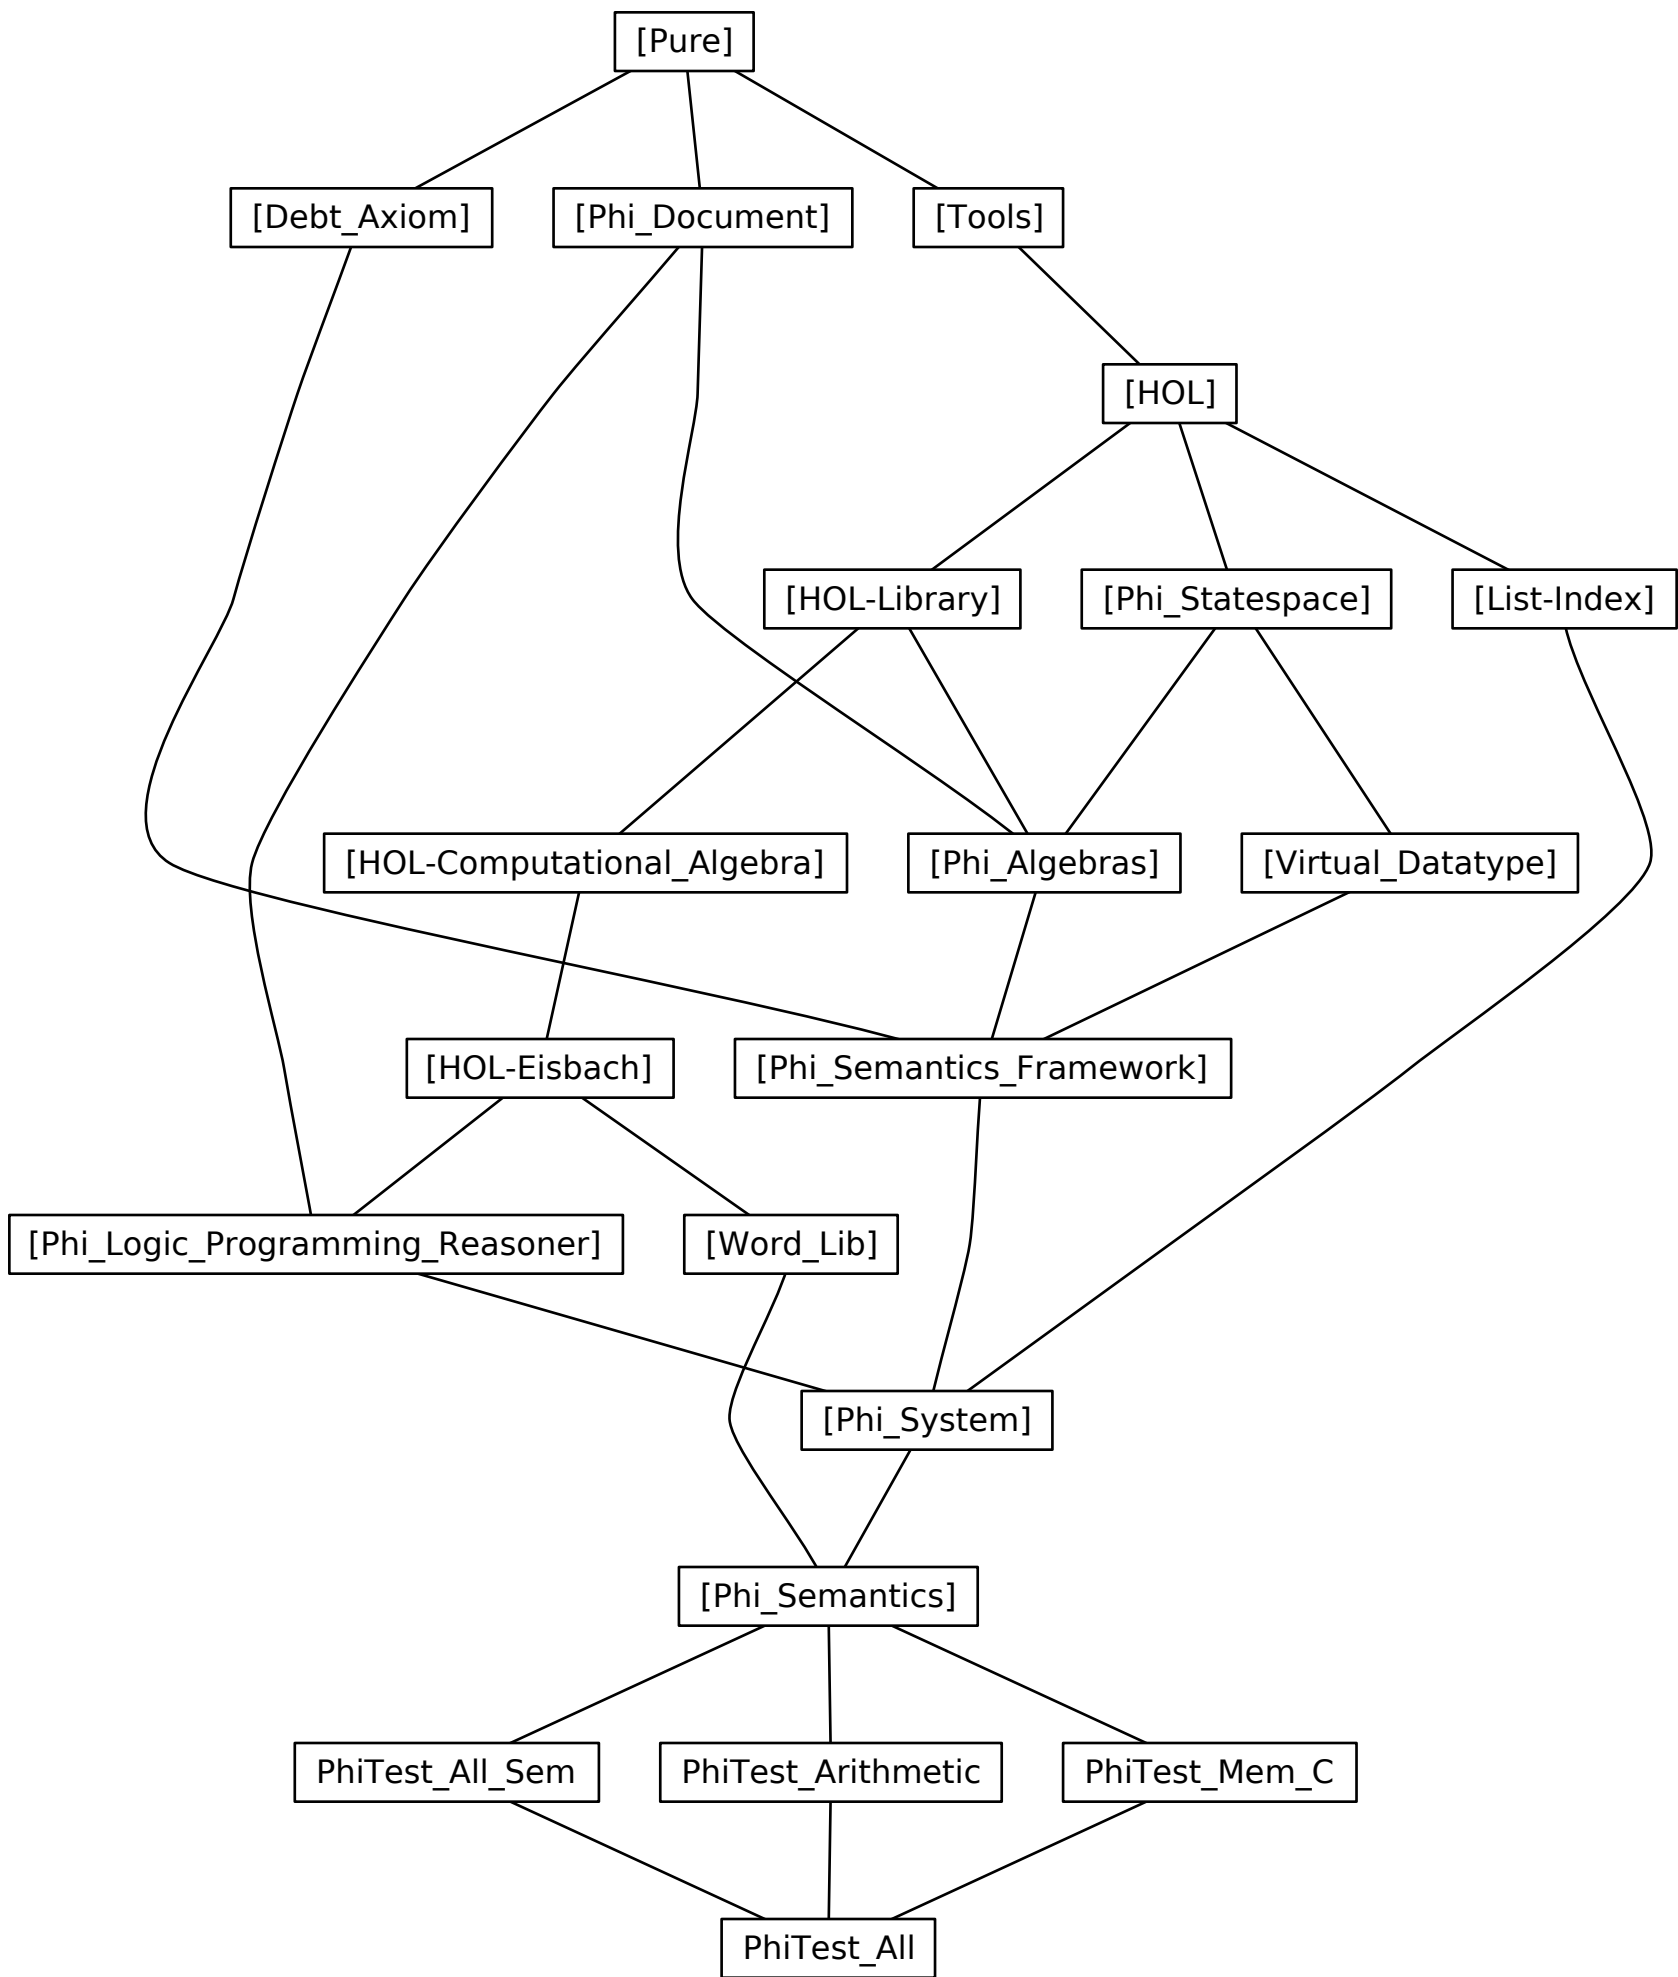 [Pure]
[Debt_Axiom]
[Phi_Document]
[Tools]
[HOL]
[HOL-Library]
[Phi_Statespace]
[List-Index]
[HOL-Computational_Algebra]
[Phi_Algebras]
[Virtual_Datatype]
[HOL-Eisbach]
[Phi_Semantics_Framework]
[Phi_Logic_Programming_Reasoner]
[Word_Lib]
[Phi_System]
[Phi_Semantics]
PhiTest_All_Sem
PhiTest_Arithmetic
PhiTest_Mem_C
PhiTest_All